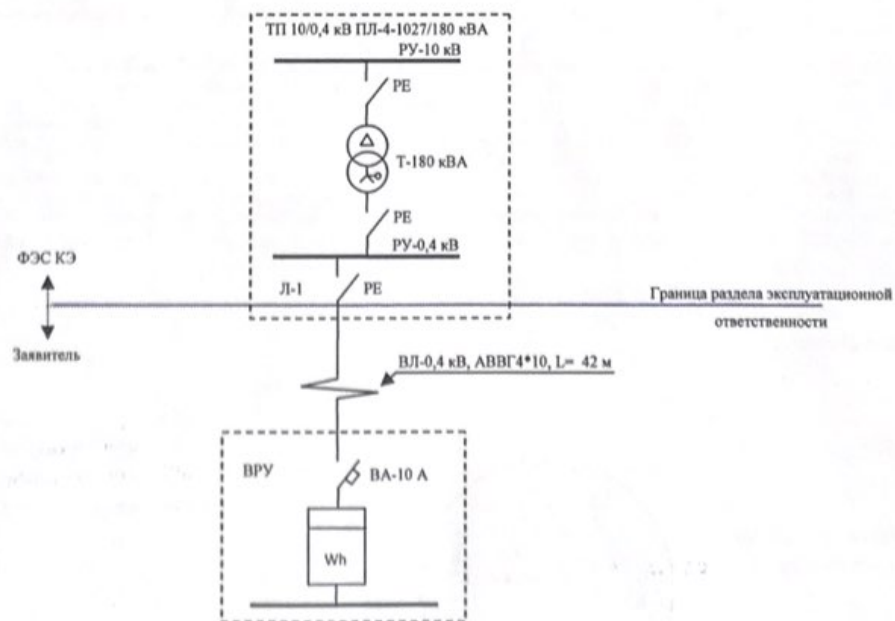 ТП 10/0,4 кВ ПЛ-4-1027/180 кВА
РУ-10 кВ
РЕ
Т-180 кВА
РЕ
РУ-0,4 кВ
ФЭС КЭ
Л-1
РЕ
Граница раздела эксплуатационной
ответственности
Заявитель
ВЛ-0,4 кВ, АВВГ4*10, L= 42 м
ВРУ
ВА-10 А
Wh